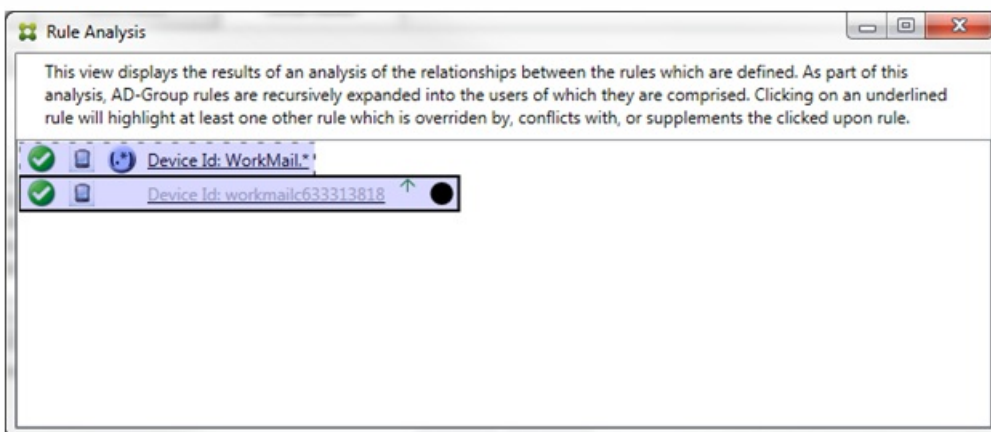 Rule Analysis
This view displays the results of an analysis of the relationships between the rules which are defined. As part of this
analysis, AD-Group rules are recursively expanded into the users of which they are comprised. Clicking on an underlined
rule will highlight at least one other rule which is overriden by, conflicts with, or supplements the clicked upon rule.
(.*) Device Id: WorkMail.*
Device Id: workmailc633313818